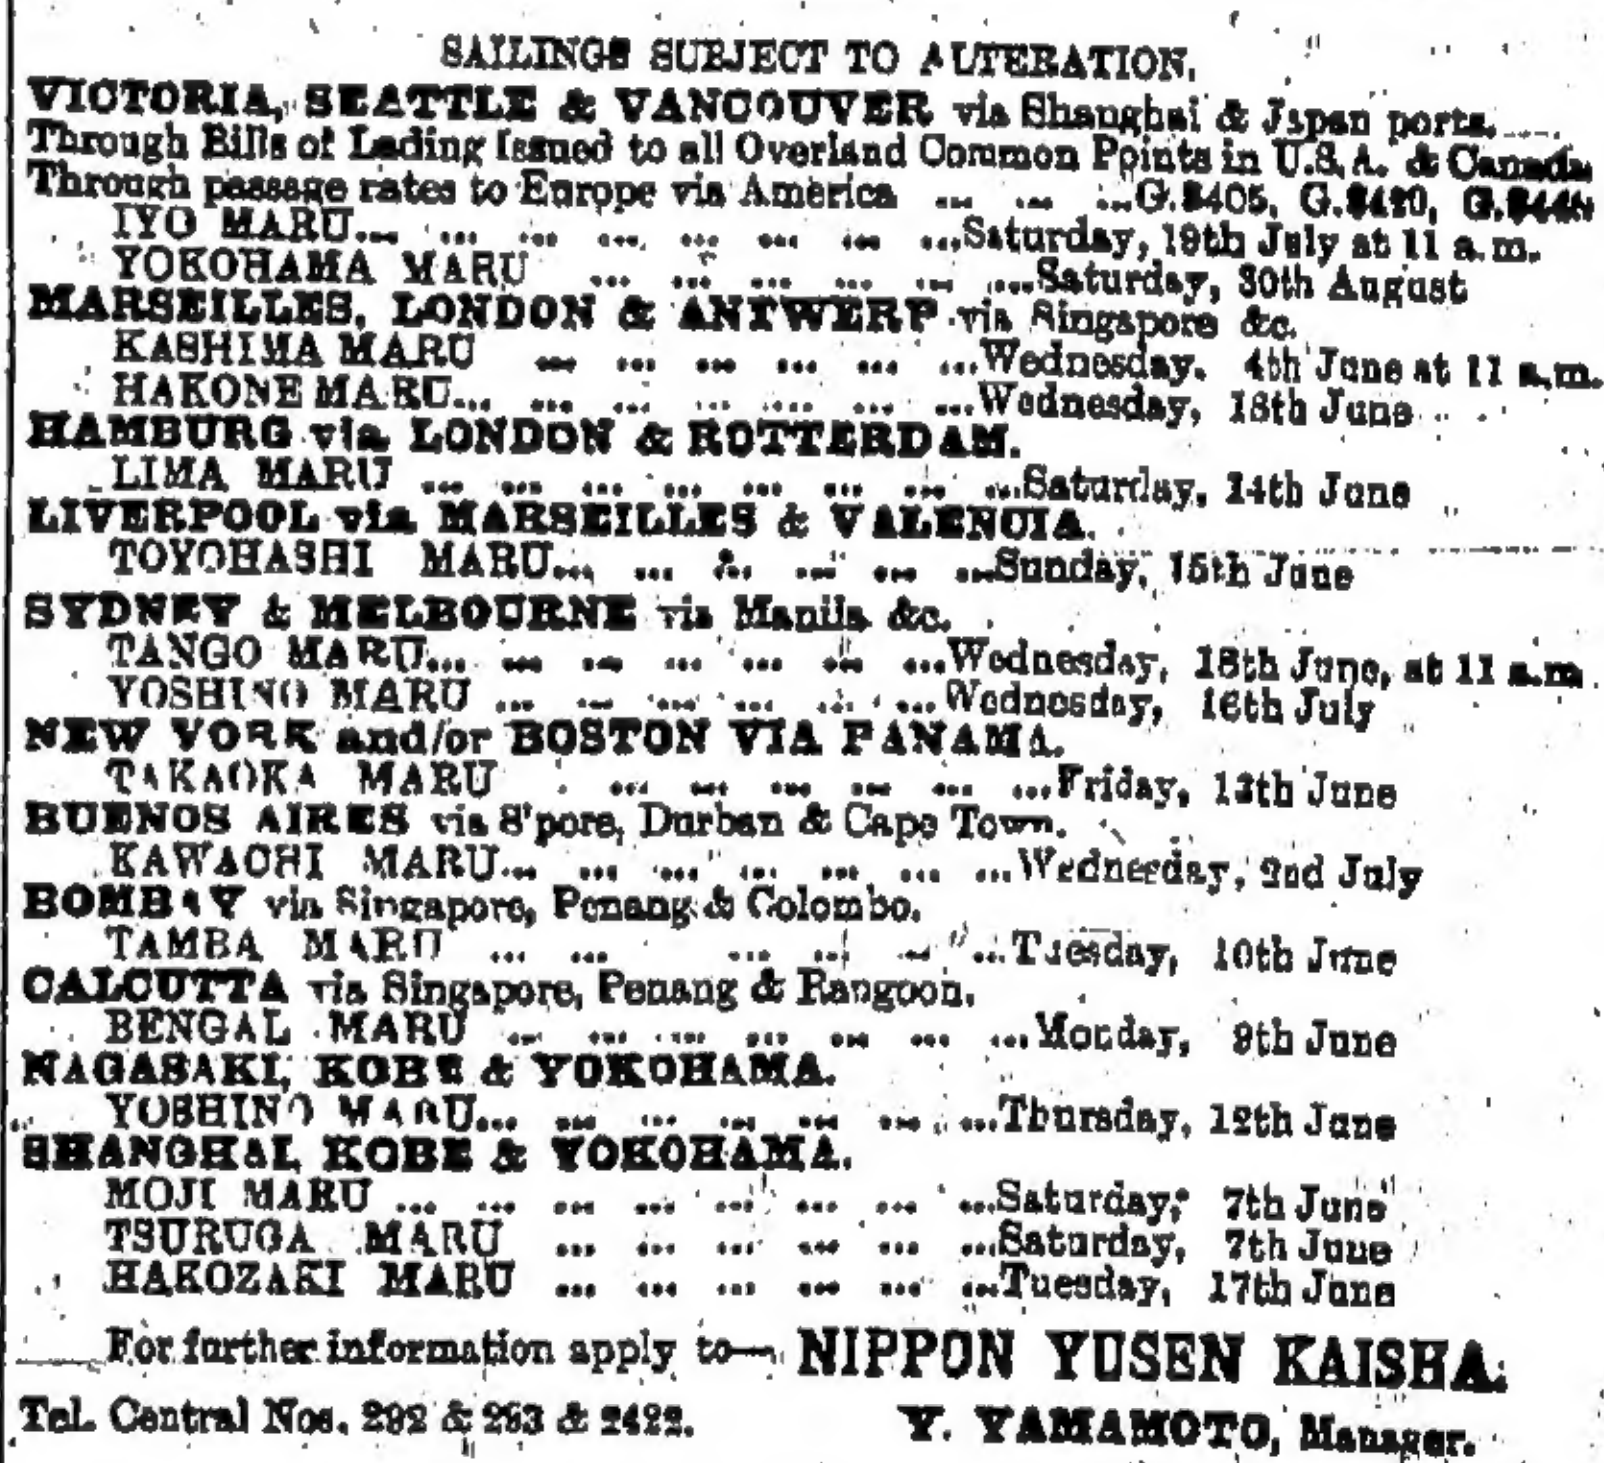 SAILINGS SUBJECT TO ALTERATION.
VICTORIA, SEATTLE & VANCOUVER via Shanghai & Japan ports.
Through Bills of Lading Issued to all Overland Common Points in U.S.A. & Canada
Through passage rates to Europe via America ... ... ...G.$405, G.$420, 
IYO MARU... ... ... ... ... ... ... ...Saturday, 19th July at 11 a.m.
YOKOHAMA MARU ... ... ... ... ... ...Saturday, 30th August
MARSEILLES, LONDON & ANTWERP via Singapore &c.
KASHIMA MARU ... ... ... ... ... ...Wednesday, 4th June at 11 a.m.
HAKONE MARU... ... ... ... ... ... ...Wednesday, 18th June
HAMBURG via LONDON & ROTTERDAM.
LIMA MARU ... ... ... ... ... ... ... ...Saturday, 14th June
LIVERPOOL via MARSEILLES & VALENCIA.
TOYOHASHI MARU... ... ... ... ... ...Sunday, 15th June
SYDNEY & MELBOURNE via Manila &c.
TANGO MARU... ... ... ... ... ... ...Wednesday, 18th June, at 11 a.m.
YOSHINO MARU ... ... ... ... ... ...Wednesday, 16th July
NEW YORK and/or BOSTON VIA PANAMA.
TAKAOKA MARU ... ... ... ... ... ...Friday, 13th June
BUENOS AIRES via S'pore, Durban & Cape Town.
KAWACHI MARU... ... ... ... ... ... ...Wednesday, 2nd July
BOMBAY via Singapore, Penang & Colombo.
TAMBA MARU ... ... ... ... ... ...Tuesday, 10th June
CALCUTTA via Singapore, Penang & Rangoon.
BENGAL MARU ... ... ... ... ... ... ...Monday, 9th June
NAGASAKI, KOBE & YOKOHAMA.
YOSHINO MARU... ... ... ... ... ... ...Thursday, 12th June
SHANGHAI, KOBE & YOKOHAMA.
MOJI MARU ... ... ... ... ... ... ... ...Saturday, 7th June
TSURUGA MARU ... ... ... ... ... ...Saturday, 7th June
HAKOZAKI MARU ... ... ... ... ... ...Tuesday, 17th June
For further information apply to— NIPPON YUSEN KAISHA.
Tel. Central Nos. 292 & 293 & 2422. Y. YAMAMOTO, Manager.